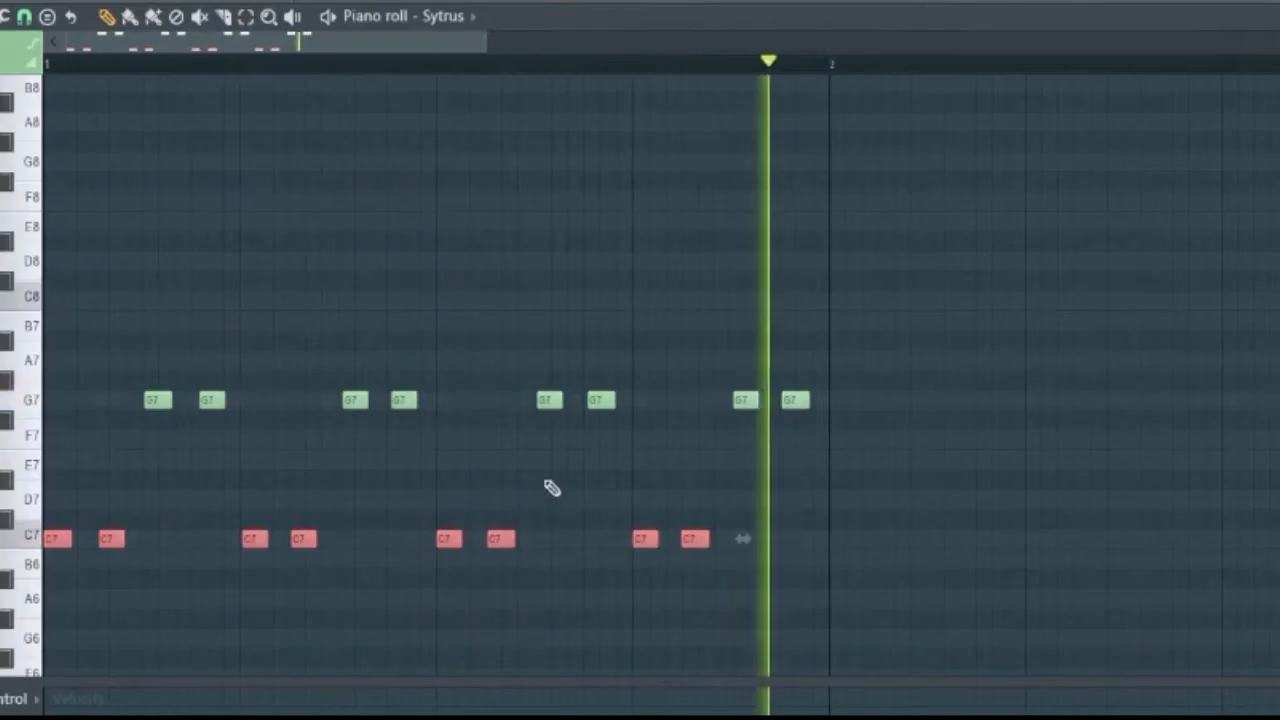 Piano roll - Sytrus
1 2
B8
A8
G8
F8
E8
D8
C8
B7
A7
G7 G7 G7 G7 G7 G7 G7 G7 G7
F7
E7
D7
C7 C7 C7 C7 C7 C7 C7 C7 C7
B6
A6
G6
F6
ntrol Velocity